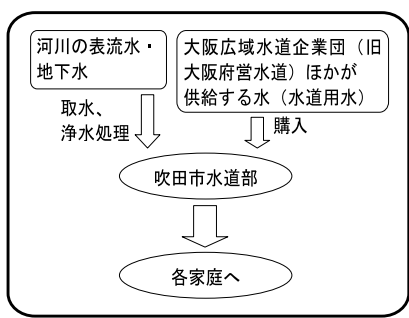 河川の表流水・
地下水
大阪広域水道企業団（旧
大阪府営水道）ほかが
供給する水（水道用水）
取水、
浄水処理
購入
吹田市水道部
各家庭へ